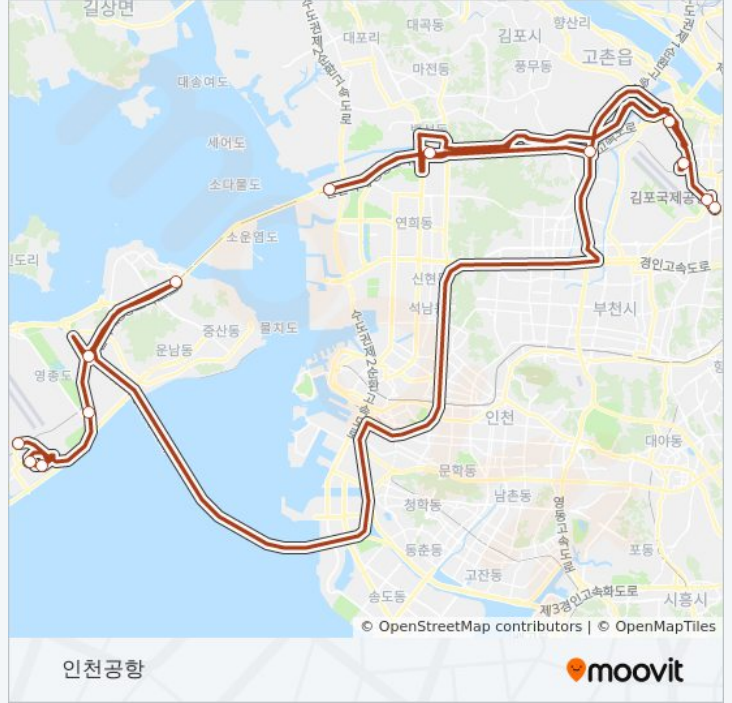 길상면
대곡동
향산리
김포시
대포리
고촌읍
마전동
풍무동
대송여도
세어도
소다물도
김포국제공
연희동
소운염도
신현
경인고속도로
석남
부천시
증산동
물치도
운남동
영종도
인천
대야동
문학동
남촌동
청학동
영동고속도로
동춘동
포동
고잔동
송도동
제3경인고속화도로
시흥시
© OpenStreetMap contributors | © OpenMapTiles
인천공항
moovit